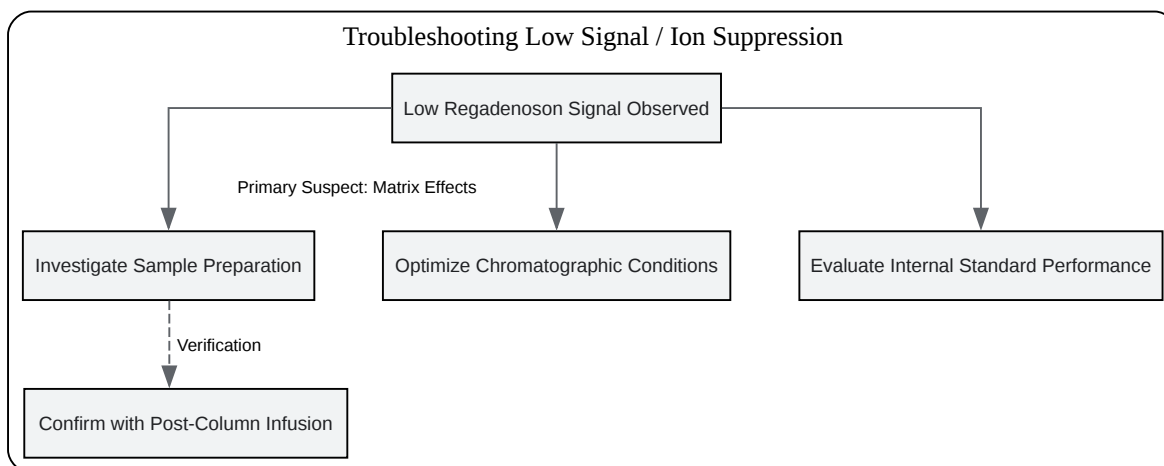 Troubleshooting Low Signal / Ion Suppression
Low Regadenoson Signal Observed
Primary Suspect: Matrix Effects
Investigate Sample Preparation
Optimize Chromatographic Conditions
Evaluate Internal Standard Performance
Verification
Confirm with Post-Column Infusion